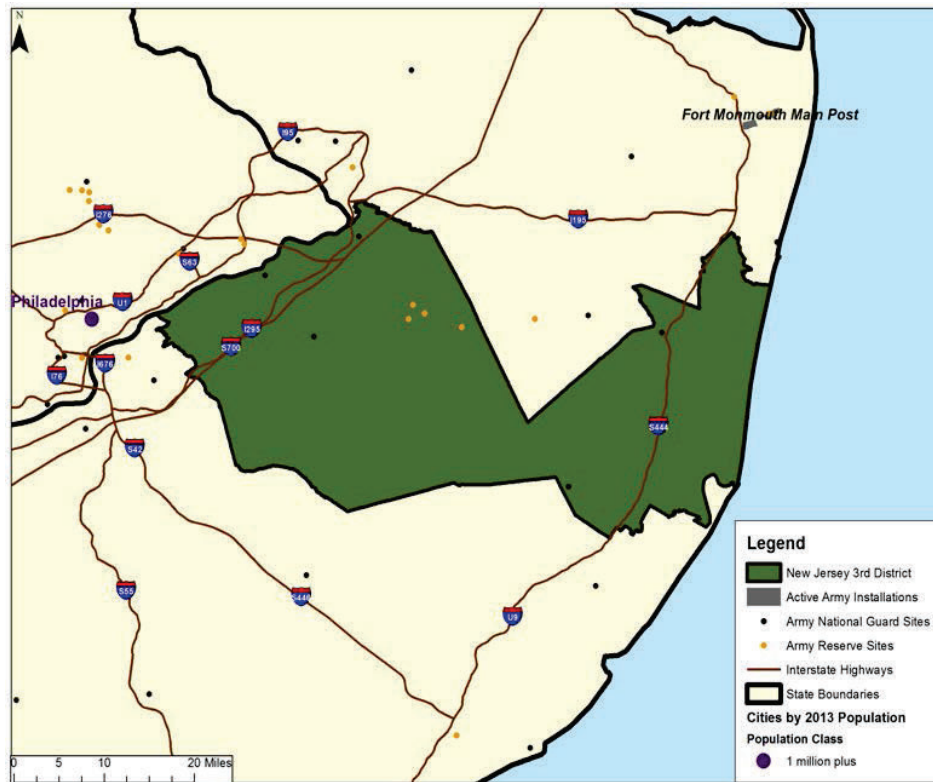 N
Fort Monmouth Main Post
I95
I276
I195
S63
Philadelphia
U1
I295
S700
I676
I76
S444
S42
S55
S446
U9
Legend
New Jersey 3rd District
Active Army Installations
Army National Guard Sites
Army Reserve Sites
Interstate Highways
State Boundaries
Cities by 2013 Population
Population Class
1 million plus
0 5 10 20 Miles